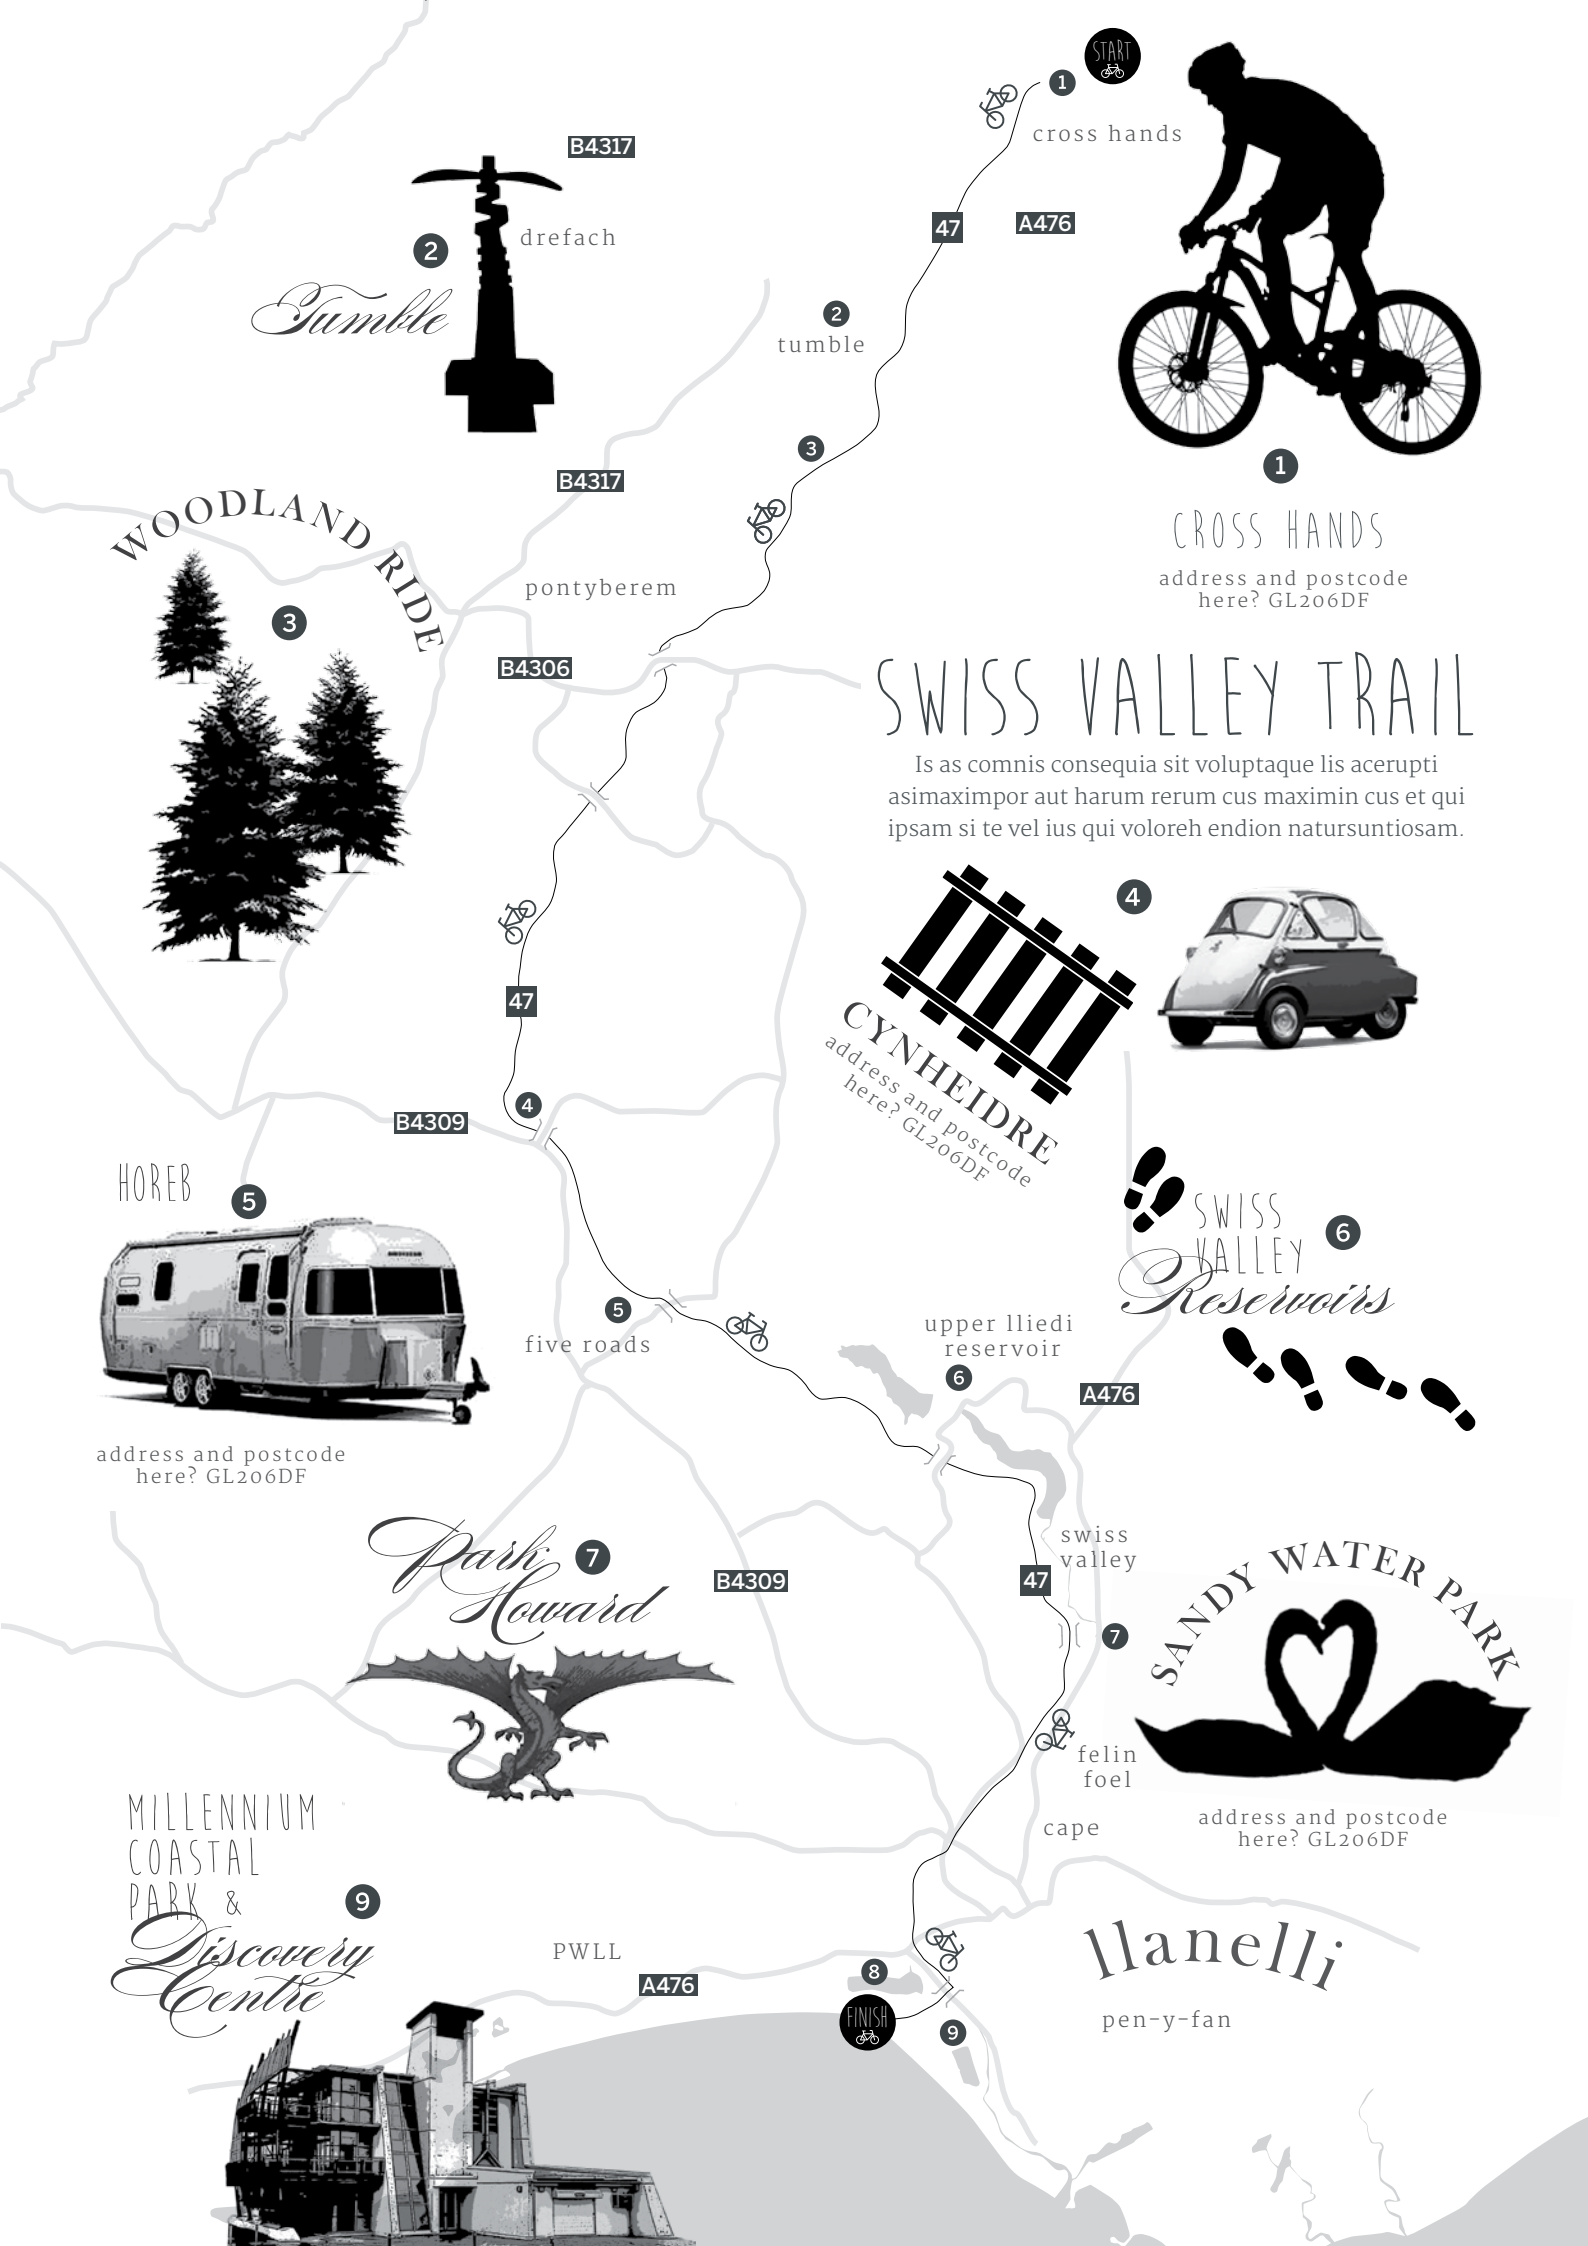 START
1
cross hands
B4317
2
drefach
Tumble
47
A476
2
tumble
3
1
CROSS HANDS
address and postcode
here? GL206DF
B4317
WOODLAND RIDE
3
pontyberem
B4306
SWISS VALLEY TRAIL
Is as comnis consequia sit voluptaque lis acerupti
asimaximpor aut harum rerum cus maximin cus et qui
ipsam si te vel ius qui voloreh endion natursuntiosam.
4
CYNHEIDRE
address and postcode
here? GL206DF
47
4
B4309
HOREB
5
address and postcode
here? GL206DF
SWISS
VALLEY
Reservoirs
6
5
five roads
upper lliedi
reservoir
6
A476
Park
Howard
7
B4309
swiss
valley
47
7
SANDY WATER PARK
address and postcode
here? GL206DF
felin
foel
cape
MILLENNIUM
COASTAL
PARK &
Discovery
Centre
9
PWLL
A476
8
FINISH
9
llanelli
pen-y-fan